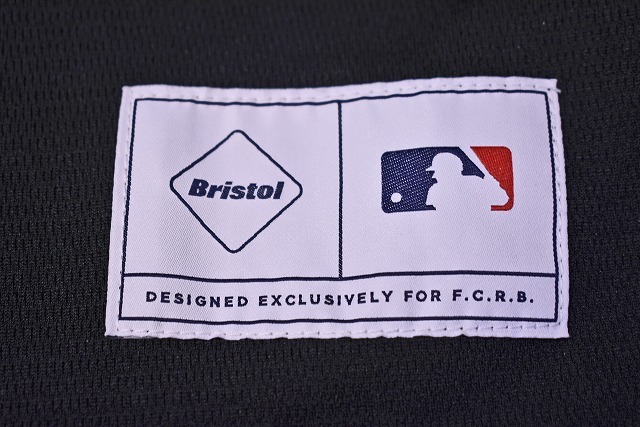 Bristol
DESIGNED EXCLUSIVELY FOR F.C.R.B.